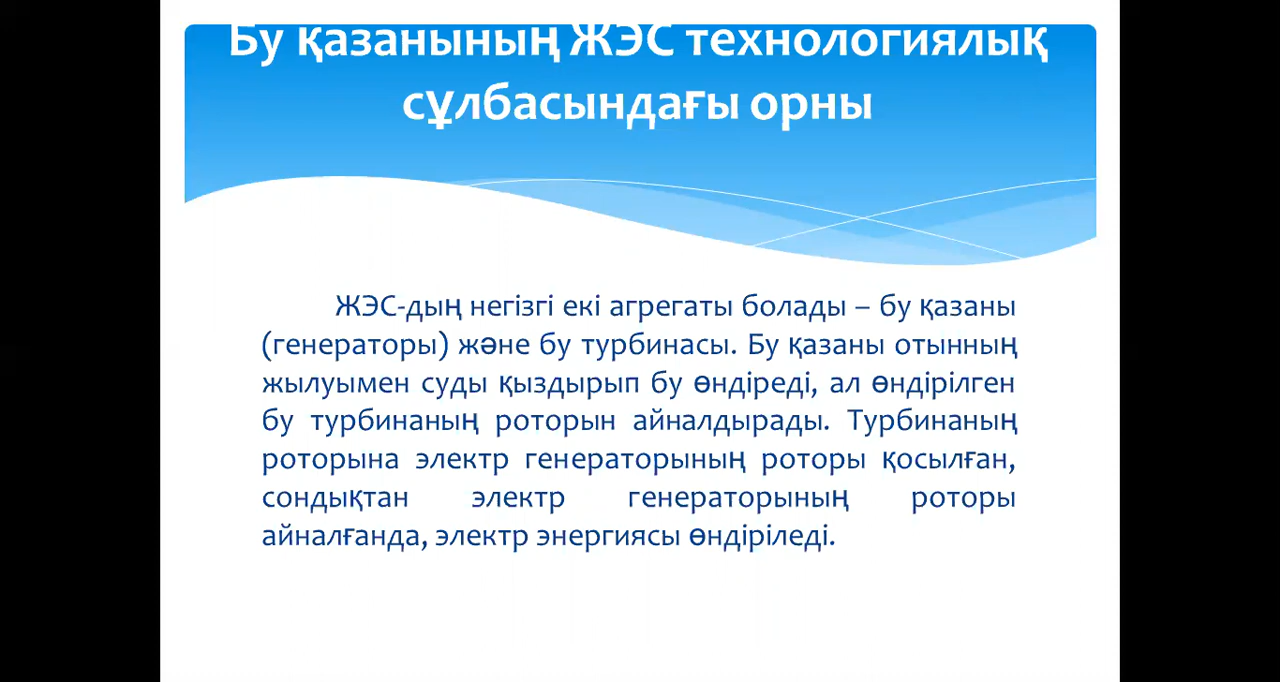 Бу қазанының ЖЭС технологиялық
сұлбасындағы орны
ЖЭС-дың негізгі екі агрегаты болады – бу қазаны
(генераторы) және бу турбинасы. Бу қазаны отынның
жылуымен суды қыздырып бу өндіреді, ал өндірілген
бу турбинаның роторын айналдырады. Турбинаның
роторына электр генераторының роторы қосылған,
сондықтан электр генераторының роторы
айналғанда, электр энергиясы өндіріледі.